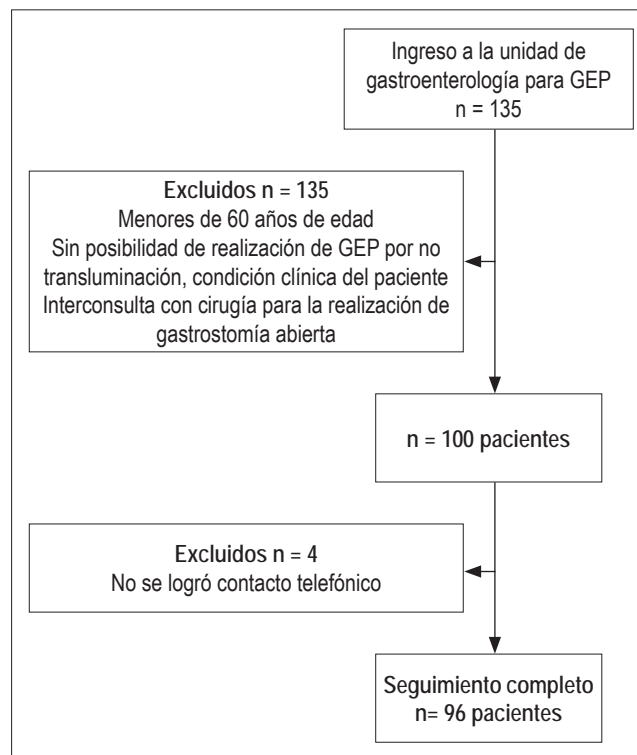 Ingreso a la unidad de
gastroenterología para GEP
n = 135
Excluidos n = 135
Menores de 60 años de edad
Sin posibilidad de realización de GEP por no
transluminación, condición clínica del paciente
Interconsulta con cirugía para la realización de
gastrostomía abierta
n = 100 pacientes
Excluidos n = 4
No se logró contacto telefónico
Seguimiento completo
n= 96 pacientes